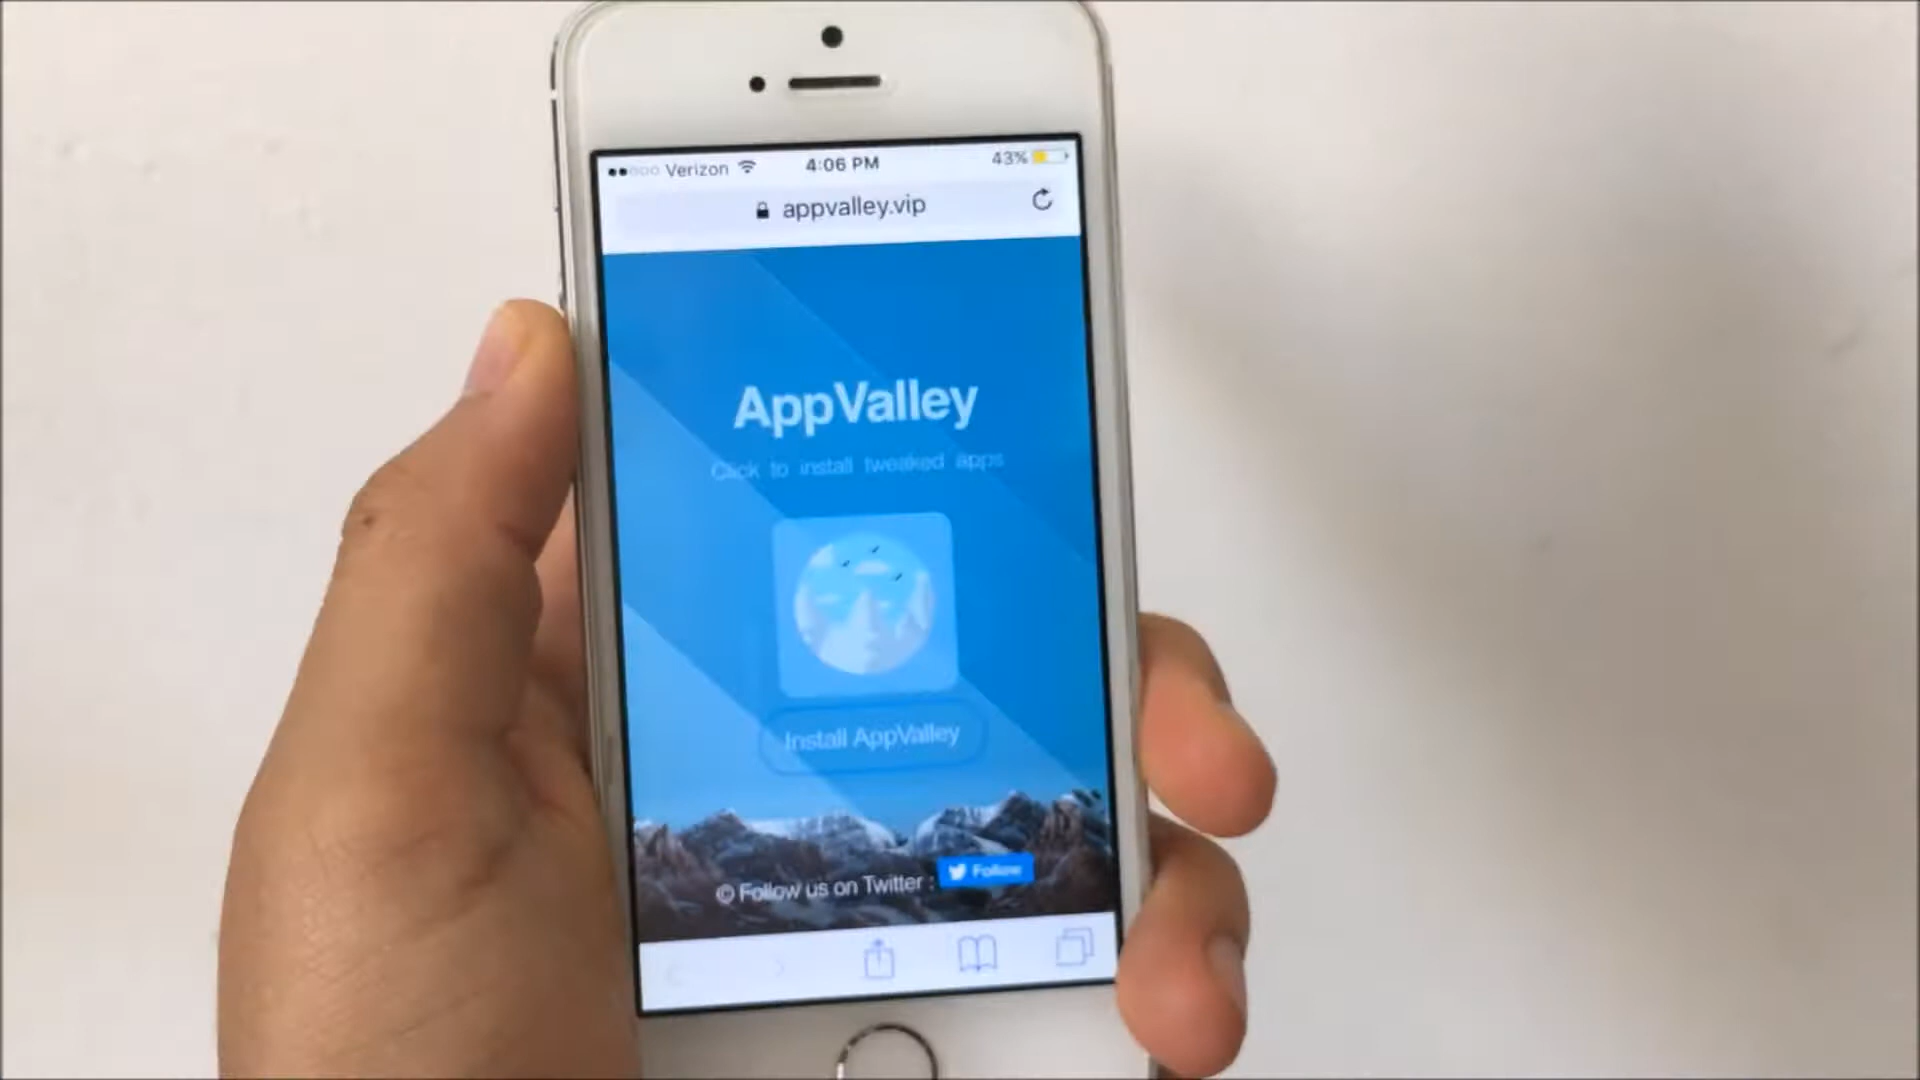 Verizon 4:06 PM 43%
appvalley.vip
AppValley
Click to install tweaked apps
Install AppValley
© Follow us on Twitter : Follow